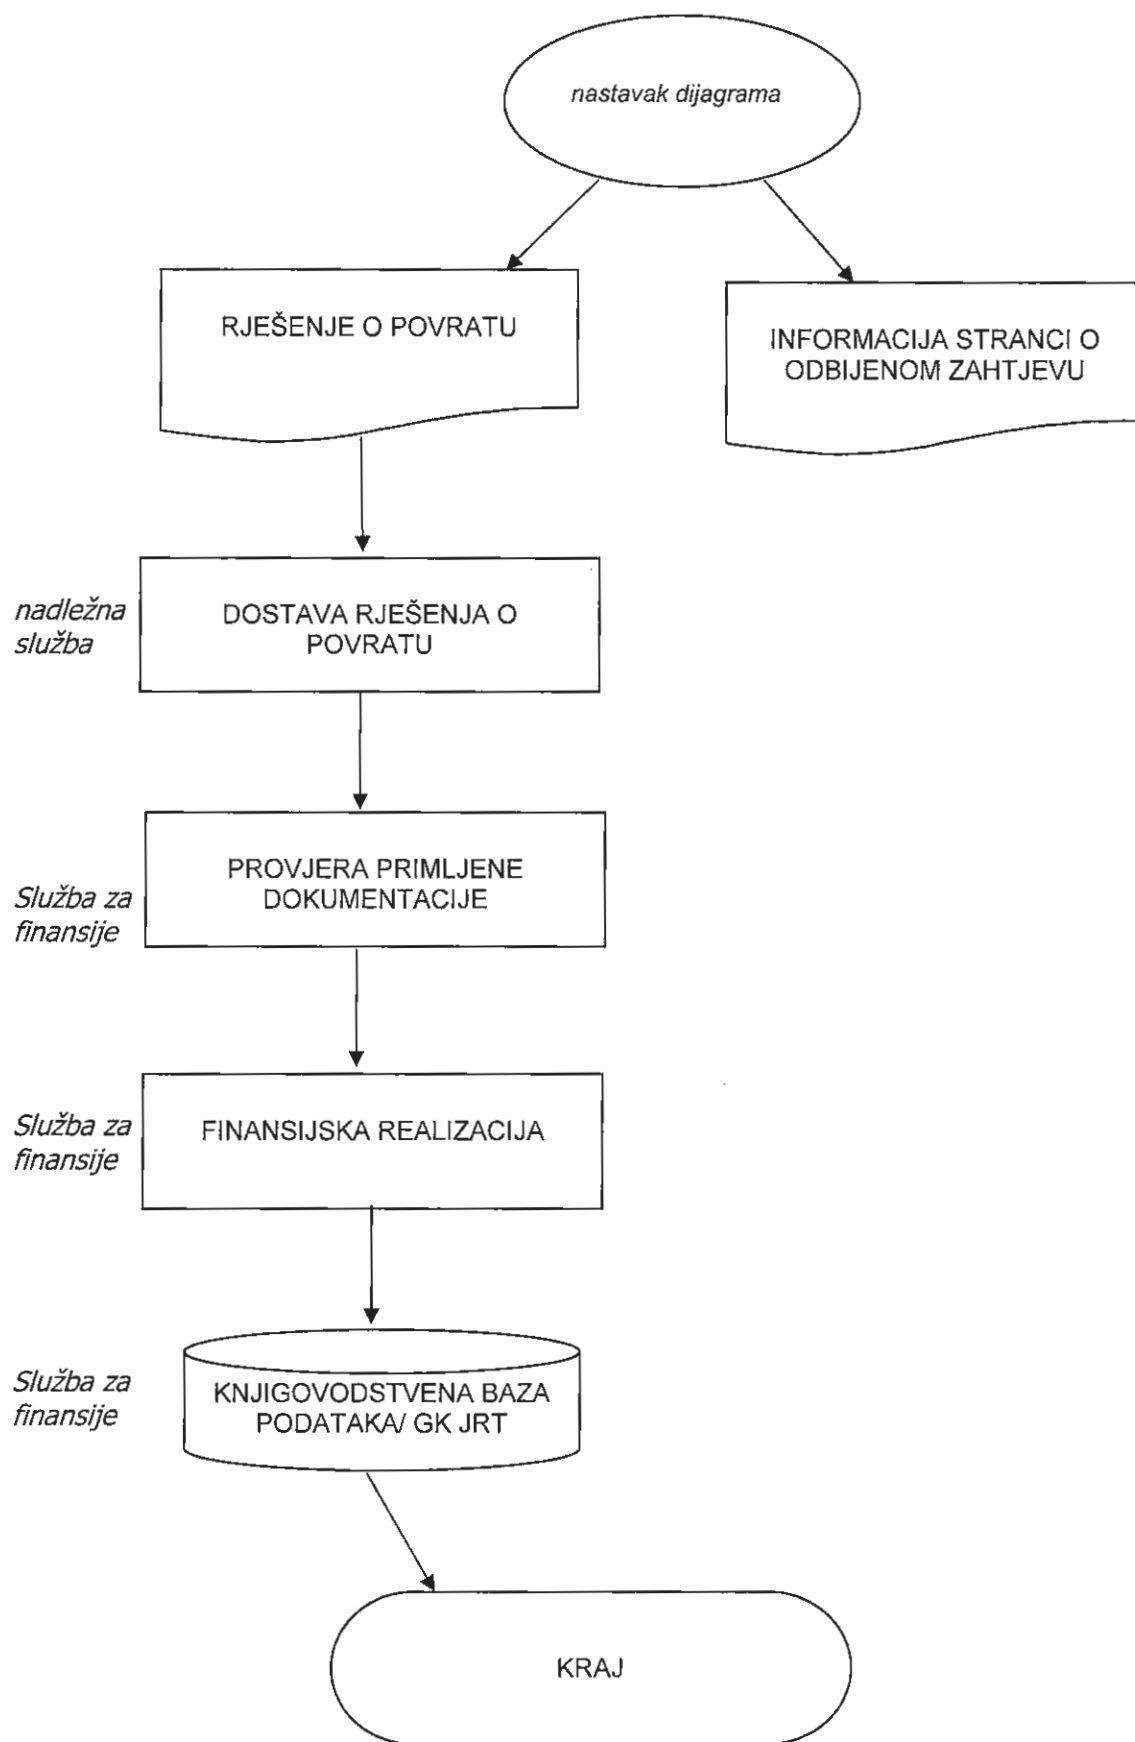 nastavak dijagrama
RJEŠENJE O POVRATU
INFORMACIJA STRANCI O
ODBIJENOM ZAHTJEVU
nadležna
služba
DOSTAVA RJEŠENJA O
POVRATU
Služba za
finansije
PROVJERA PRIMLJENE
DOKUMENTACIJE
Služba za
finansije
FINANSIJSKA REALIZACIJA
Služba za
finansije
KNJIGOVODSTVENA BAZA
PODATAKA/ GK JRT
KRAJ